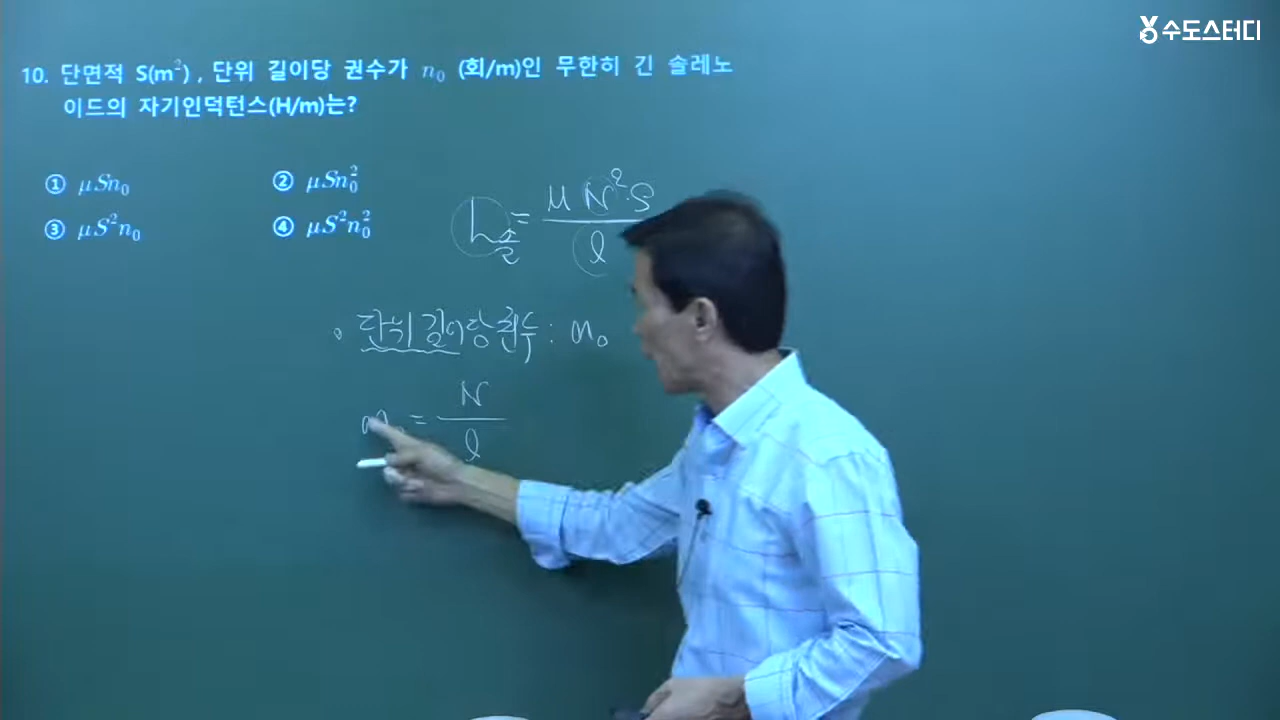 수도스터디
10. 단면적 S(m²) , 단위 길이당 권수가 n₀ (회/m)인 무한히 긴 솔레노
이드의 자기인덕턴스(H/m)는?
① μSn₀
② μSn₀²
③ μS²n₀
④ μS²n₀²
L솔 = μN²·S / l
∘ 단위 길이당 권수 : n₀
= N / l